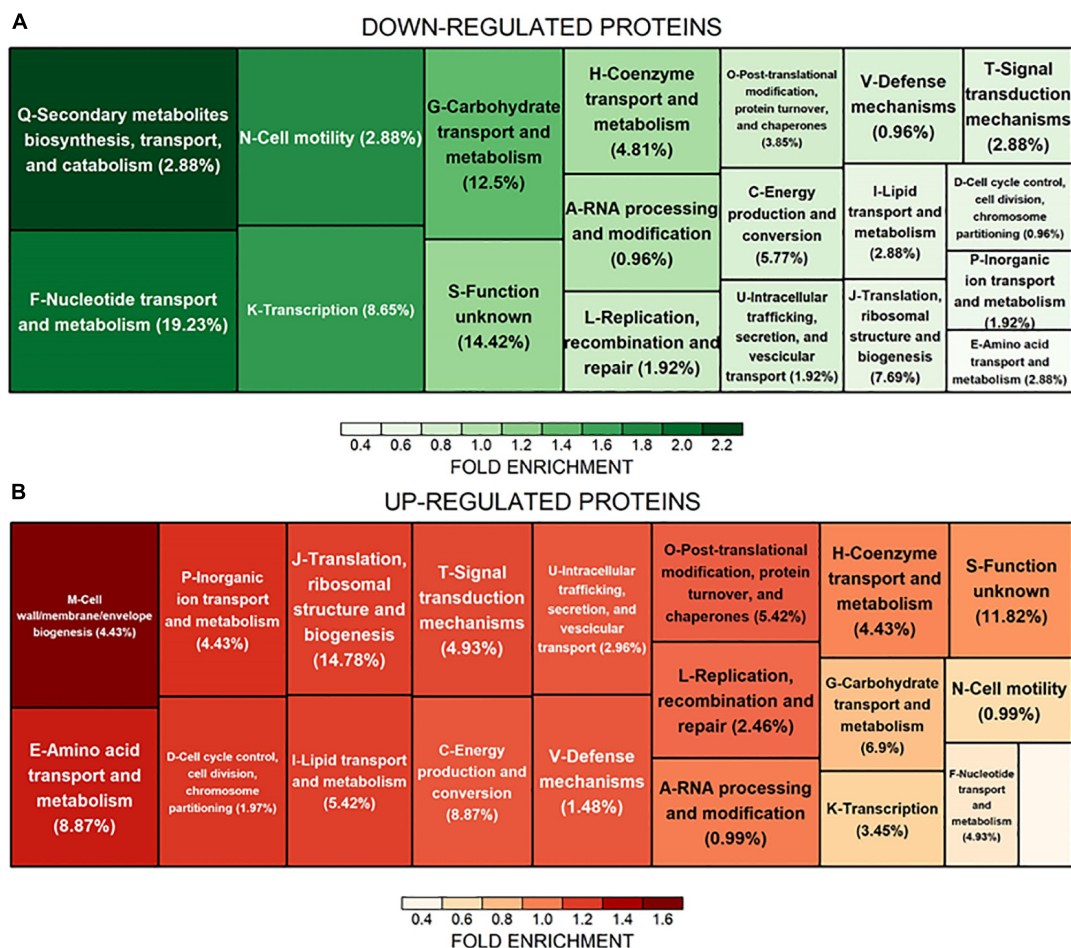 A
DOWN-REGULATED PROTEINS
Q-Secondary metabolites
biosynthesis, transport,
and catabolism (2.88%)
F-Nucleotide transport
and metabolism (19.23%)
N-Cell motility (2.88%)
K-Transcription (8.65%)
G-Carbohydrate
transport and
metabolism
(12.5%)
S-Function
unknown
(14.42%)
H-Coenzyme
transport and
metabolism
(4.81%)
A-RNA processing
and modification
(0.96%)
L-Replication,
recombination and
repair (1.92%)
O-Post-translational
modification,
protein turnover,
and chaperones
(3.85%)
C-Energy
production and
conversion
(5.77%)
U-Intracellular
trafficking,
secretion, and
vescicular
transport (1.92%)
V-Defense
mechanisms
(0.96%)
I-Lipid
transport and
metabolism
(2.88%)
J-Translation,
ribosomal
structure and
biogenesis
(7.69%)
T-Signal
transduction
mechanisms
(2.88%)
D-Cell cycle control,
cell division,
chromosome
partitioning (0.96%)
P-Inorganic
ion transport
and metabolism
(1.92%)
E-Amino acid
transport and
metabolism (2.88%)
0.4 0.6 0.8 1.0 1.2 1.4 1.6 1.8 2.0 2.2
FOLD ENRICHMENT
B
UP-REGULATED PROTEINS
M-Cell
wall/membrane/envelope
biogenesis (4.43%)
E-Amino acid
transport and
metabolism
(8.87%)
P-Inorganic
ion transport
and metabolism
(4.43%)
D-Cell cycle control,
cell division,
chromosome
partitioning (1.97%)
J-Translation,
ribosomal
structure and
biogenesis
(14.78%)
I-Lipid transport
and metabolism
(5.42%)
T-Signal
transduction
mechanisms
(4.93%)
C-Energy
production and
conversion
(8.87%)
U-Intracellular
trafficking,
secretion, and
vescicular
transport (2.96%)
V-Defense
mechanisms
(1.48%)
O-Post-translational
modification, protein
turnover, and
chaperones (5.42%)
L-Replication,
recombination and
repair (2.46%)
A-RNA processing
and modification
(0.99%)
H-Coenzyme
transport and
metabolism
(4.43%)
G-Carbohydrate
transport and
metabolism
(6.9%)
K-Transcription
(3.45%)
S-Function
unknown
(11.82%)
N-Cell motility
(0.99%)
F-Nucleotide
transport
and
metabolism
(4.93%)
0.4 0.6 0.8 1.0 1.2 1.4 1.6
FOLD ENRICHMENT